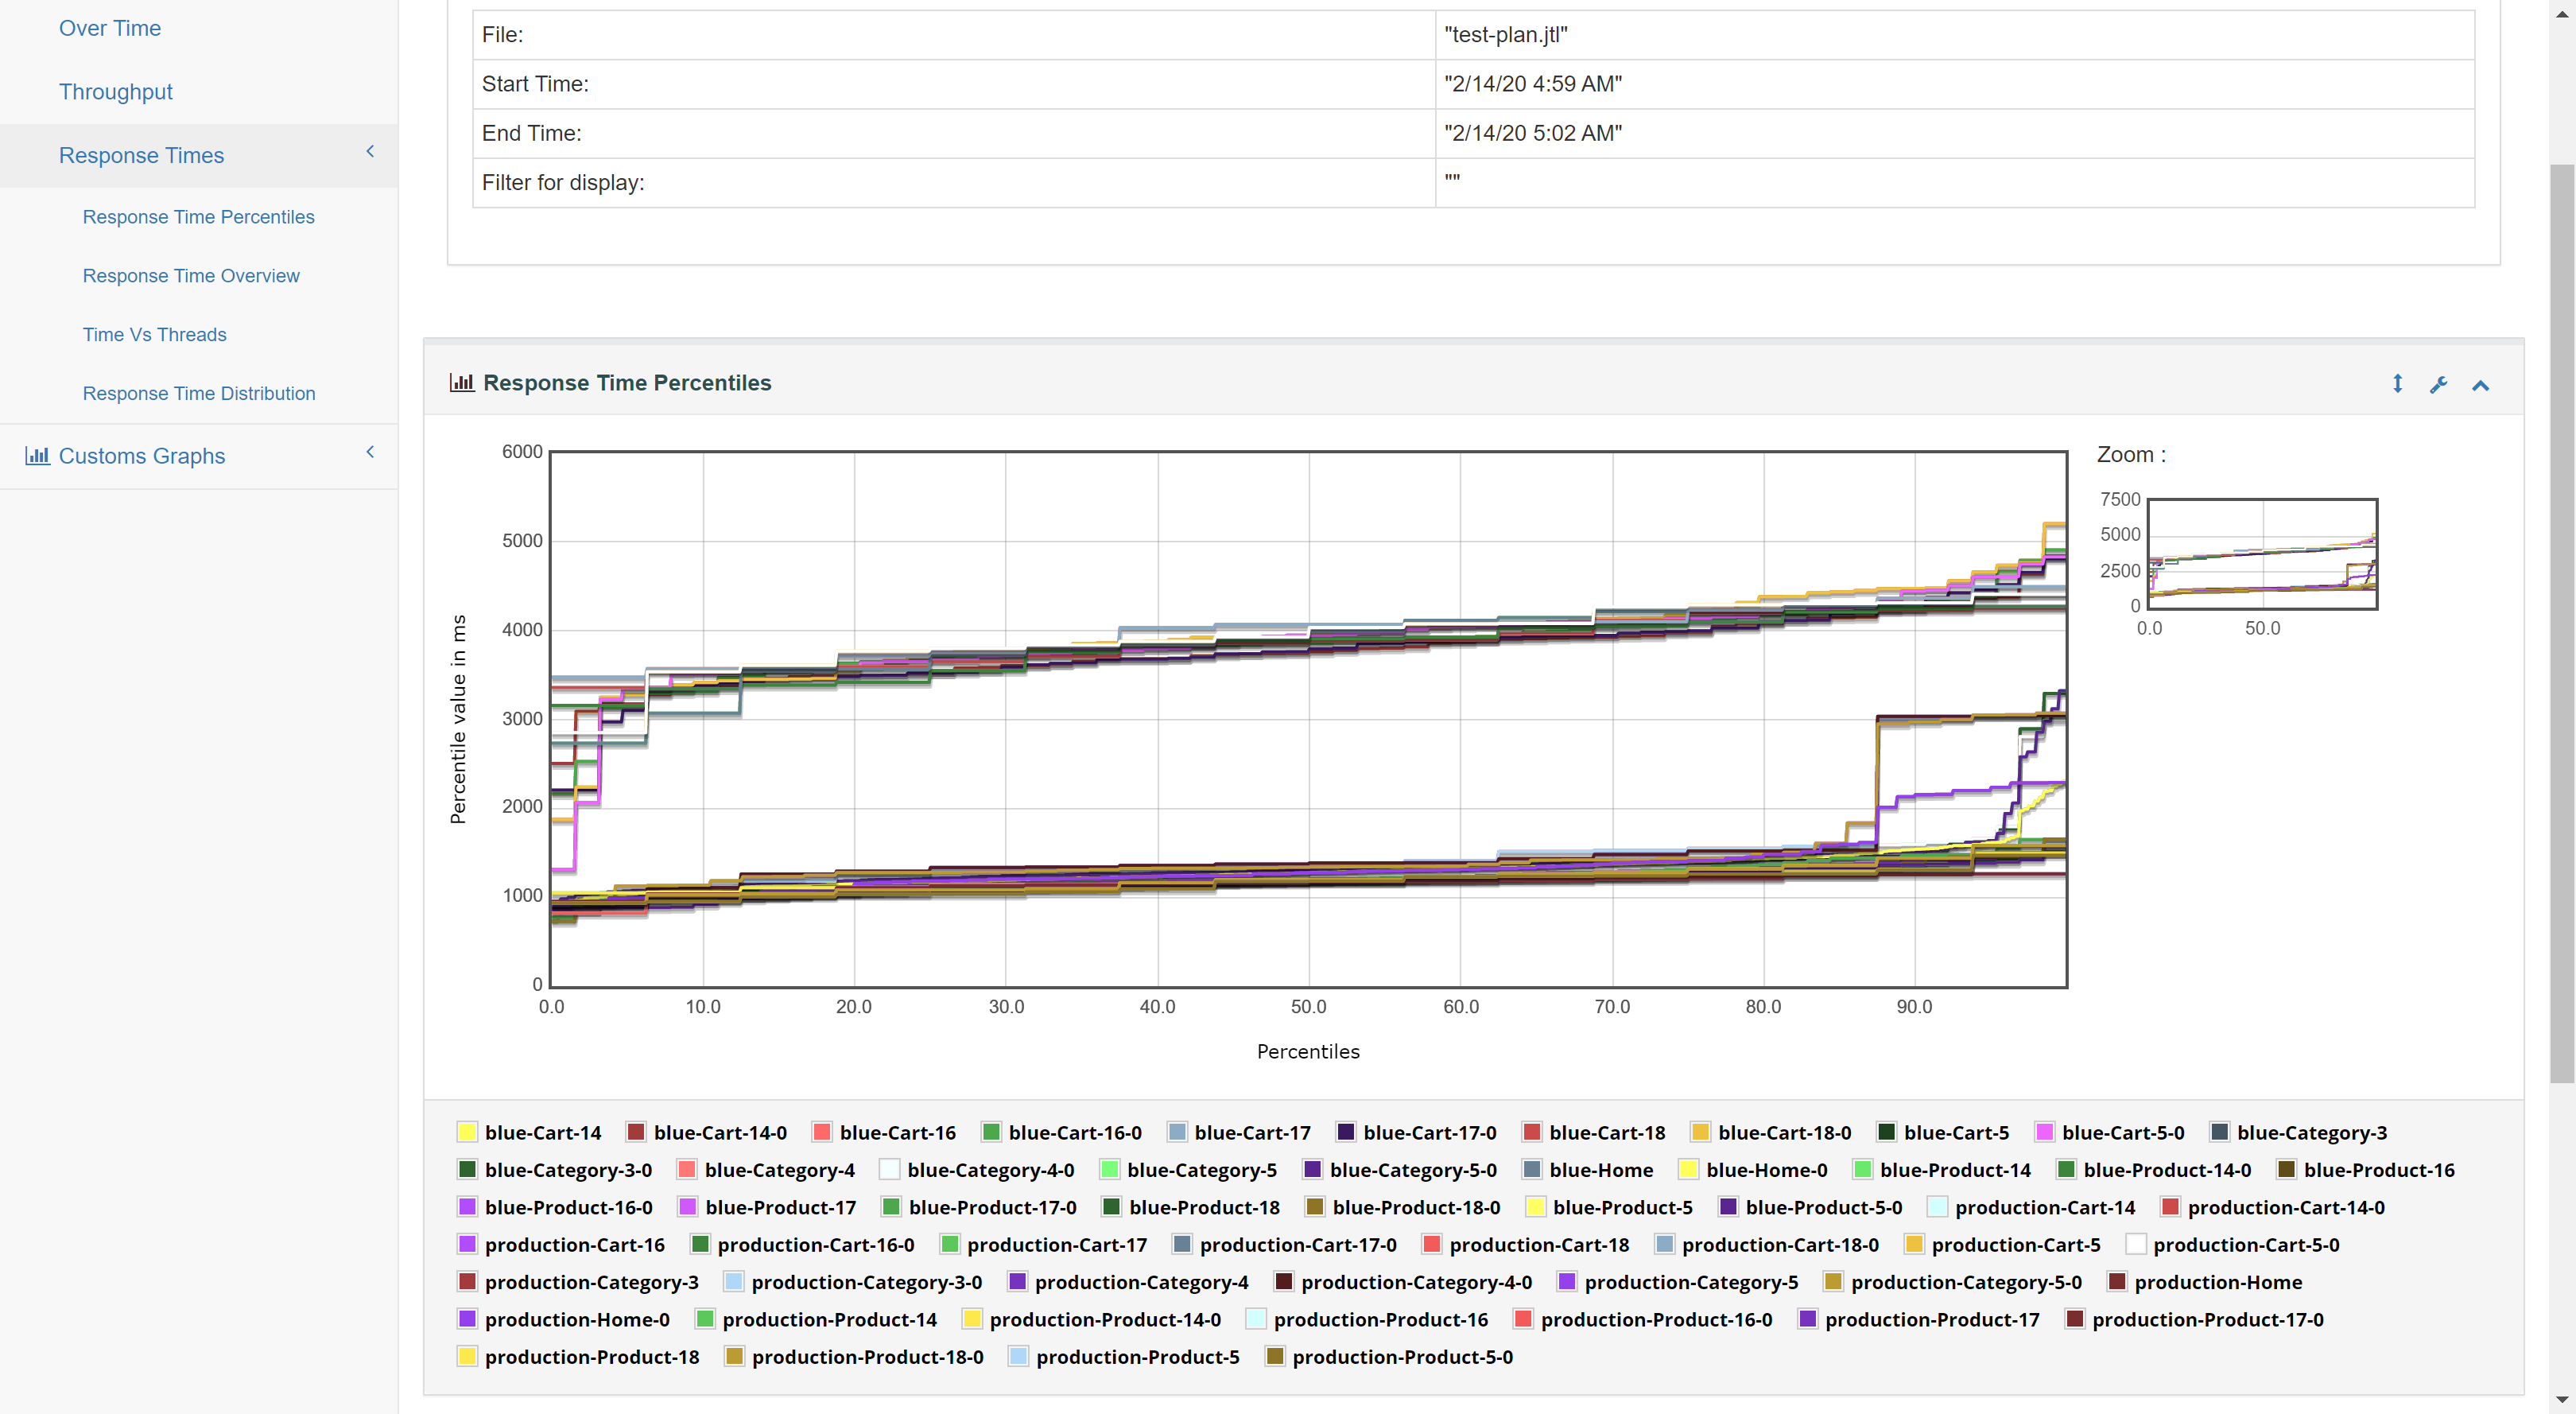 Over Time
Throughput
Response Times
Response Time Percentiles
Response Time Overview
Time Vs Threads
Response Time Distribution
Customs Graphs
File: "test-plan.jtl"
Start Time: "2/14/20 4:59 AM"
End Time: "2/14/20 5:02 AM"
Filter for display: ""
Response Time Percentiles
6000
5000
4000
3000
2000
1000
0
Percentile value in ms
0.0 10.0 20.0 30.0 40.0 50.0 60.0 70.0 80.0 90.0
Percentiles
Zoom :
7500
5000
2500
0
0.0 50.0
blue-Cart-14 blue-Cart-14-0 blue-Cart-16 blue-Cart-16-0 blue-Cart-17 blue-Cart-17-0 blue-Cart-18 blue-Cart-18-0 blue-Cart-5 blue-Cart-5-0 blue-Category-3
blue-Category-3-0 blue-Category-4 blue-Category-4-0 blue-Category-5 blue-Category-5-0 blue-Home blue-Home-0 blue-Product-14 blue-Product-14-0 blue-Product-16
blue-Product-16-0 blue-Product-17 blue-Product-17-0 blue-Product-18 blue-Product-18-0 blue-Product-5 blue-Product-5-0 production-Cart-14 production-Cart-14-0
production-Cart-16 production-Cart-16-0 production-Cart-17 production-Cart-17-0 production-Cart-18 production-Cart-18-0 production-Cart-5 production-Cart-5-0
production-Category-3 production-Category-3-0 production-Category-4 production-Category-4-0 production-Category-5 production-Category-5-0 production-Home
production-Home-0 production-Product-14 production-Product-14-0 production-Product-16 production-Product-16-0 production-Product-17 production-Product-17-0
production-Product-18 production-Product-18-0 production-Product-5 production-Product-5-0